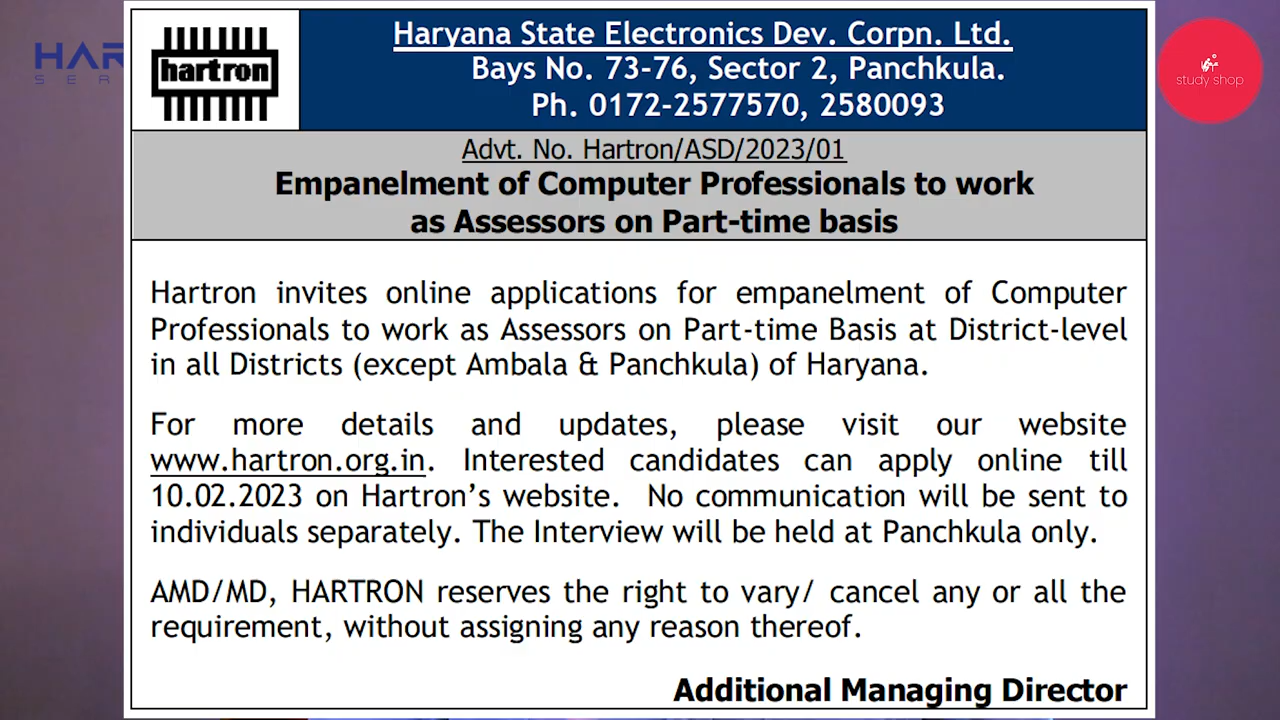 HAR
SER
hartron
Haryana State Electronics Dev. Corpn. Ltd.
Bays No. 73-76, Sector 2, Panchkula.
Ph. 0172-2577570, 2580093
study shop
Advt. No. Hartron/ASD/2023/01
Empanelment of Computer Professionals to work
as Assessors on Part-time basis
Hartron invites online applications for empanelment of Computer
Professionals to work as Assessors on Part-time Basis at District-level
in all Districts (except Ambala & Panchkula) of Haryana.
For more details and updates, please visit our website
www.hartron.org.in. Interested candidates can apply online till
10.02.2023 on Hartron's website. No communication will be sent to
individuals separately. The Interview will be held at Panchkula only.
AMD/MD, HARTRON reserves the right to vary/ cancel any or all the
requirement, without assigning any reason thereof.
Additional Managing Director